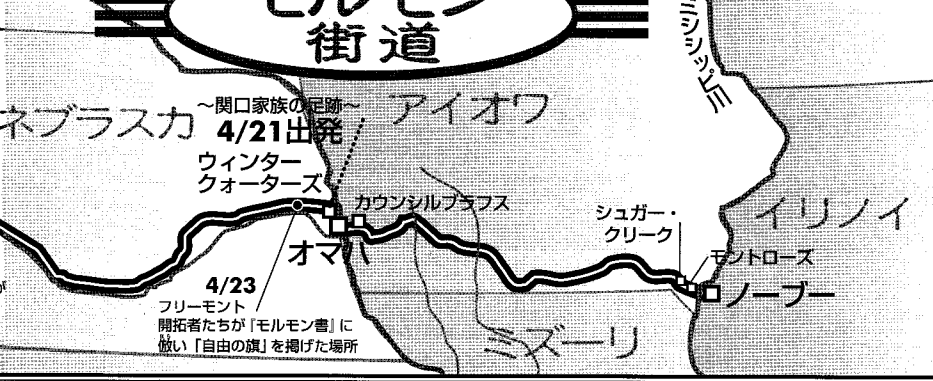 モルモン
街道
ミシシッピ川
〜関口家族の足跡〜
4/21出発
アイオワ
ネブラスカ
ウィンター
クォーターズ
カウンシルブラフス
オマハ
シュガー・
クリーク
イリノイ
モントローズ
ノーブー
4/23
フリーモント
開拓者たちが『モルモン書』に
倣い「自由の旗」を掲げた場所
ミズーリ